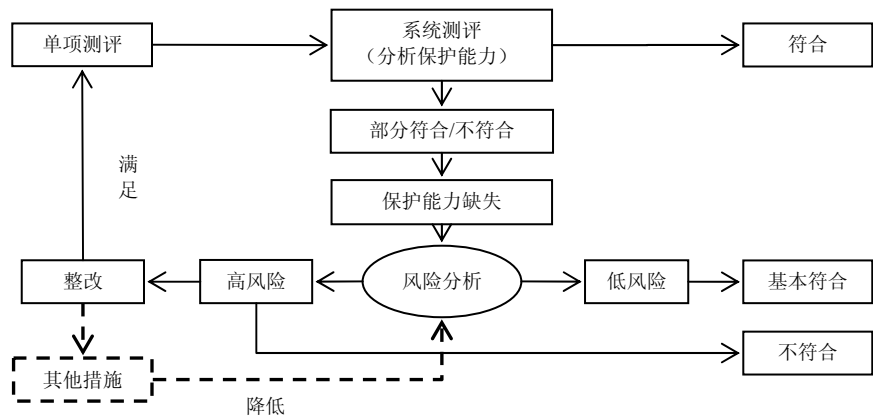 单项测评
系统测评
（分析保护能力）
符合
部分符合/不符合
满
足
保护能力缺失
整改
高风险
风险分析
低风险
基本符合
不符合
其他措施
降低